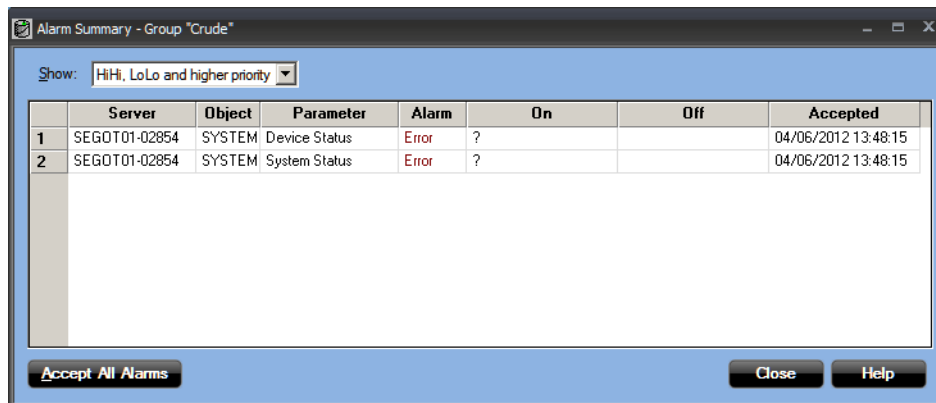 Alarm Summary - Group "Crude"
Show: HiHi, LoLo and higher priority
Server Object Parameter Alarm On Off Accepted
1 SEGOT01-02854 SYSTEM Device Status Error ? 04/06/2012 13:48:15
2 SEGOT01-02854 SYSTEM System Status Error ? 04/06/2012 13:48:15
Accept All Alarms Close Help